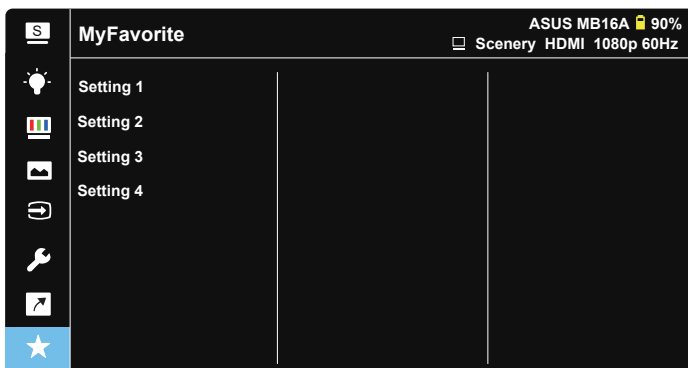 S
MyFavorite
ASUS MB16A 90%
Scenery HDMI 1080p 60Hz
Setting 1
Setting 2
Setting 3
Setting 4